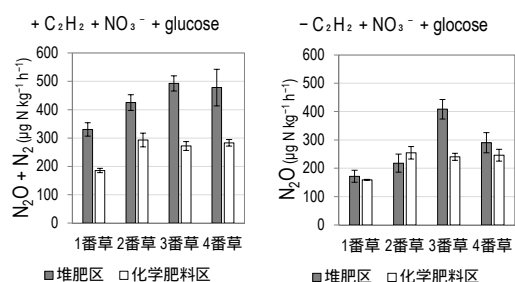 + C₂H₂ + NO₃⁻ + glucose
N₂O + N₂ (µg N kg⁻¹ h⁻¹)
600
500
400
300
200
100
0
1番草 2番草 3番草 4番草
■堆肥区 □化学肥料区
− C₂H₂ + NO₃⁻ + glocose
N₂O (µg N kg⁻¹ h⁻¹)
600
500
400
300
200
100
0
1番草 2番草 3番草 4番草
■堆肥区 □化学肥料区